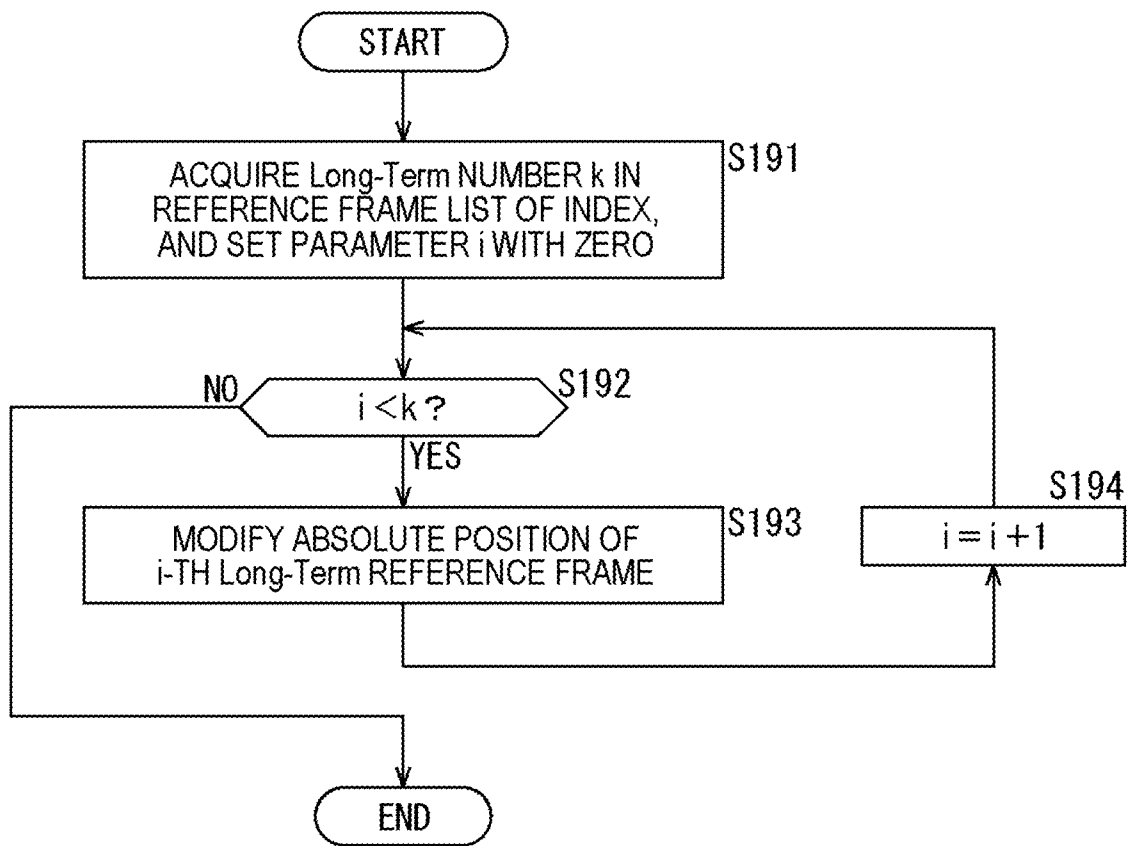 START
S191
ACQUIRE Long-Term NUMBER k IN
REFERENCE FRAME LIST OF INDEX,
AND SET PARAMETER i WITH ZERO
NO
S192
i<k?
YES
S193
MODIFY ABSOLUTE POSITION OF
i-TH Long-Term REFERENCE FRAME
S194
i=i+1
END